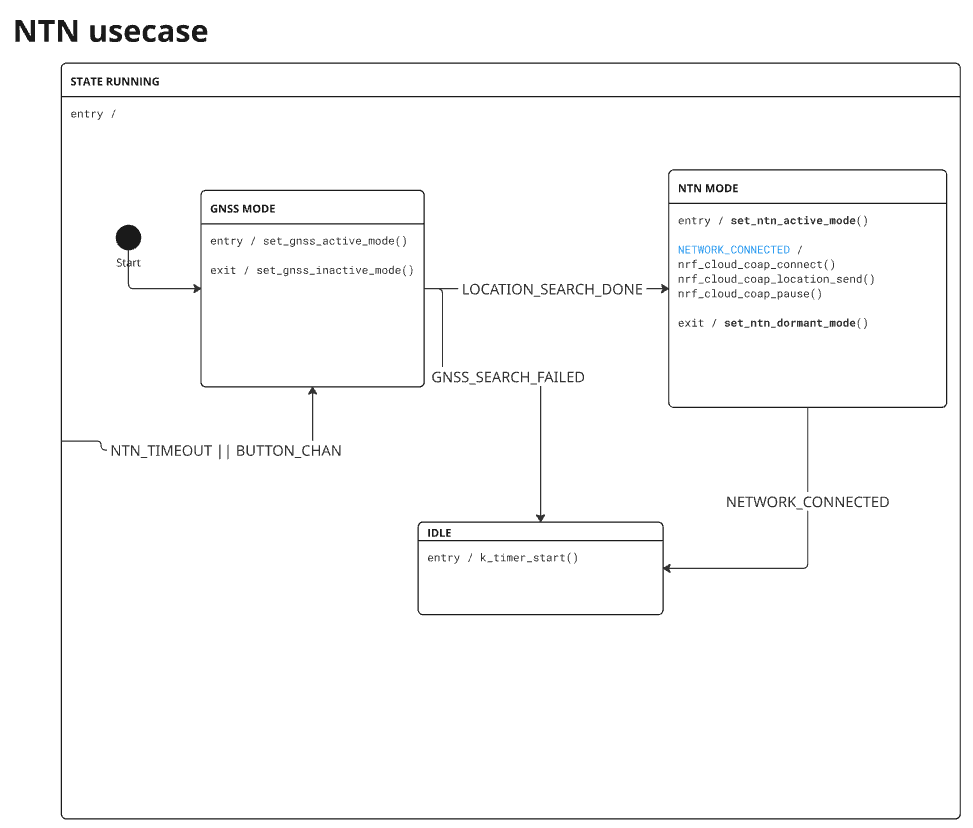 NTN usecase
STATE RUNNING
entry /
Start
GNSS MODE
entry / set_gnss_active_mode()
exit / set_gnss_inactive_mode()
NTN MODE
entry / set_ntn_active_mode()
NETWORK_CONNECTED /
nrf_cloud_coap_connect()
nrf_cloud_coap_location_send()
nrf_cloud_coap_pause()
exit / set_ntn_dormant_mode()
LOCATION_SEARCH_DONE
GNSS_SEARCH_FAILED
NTN_TIMEOUT || BUTTON_CHAN
NETWORK_CONNECTED
IDLE
entry / k_timer_start()